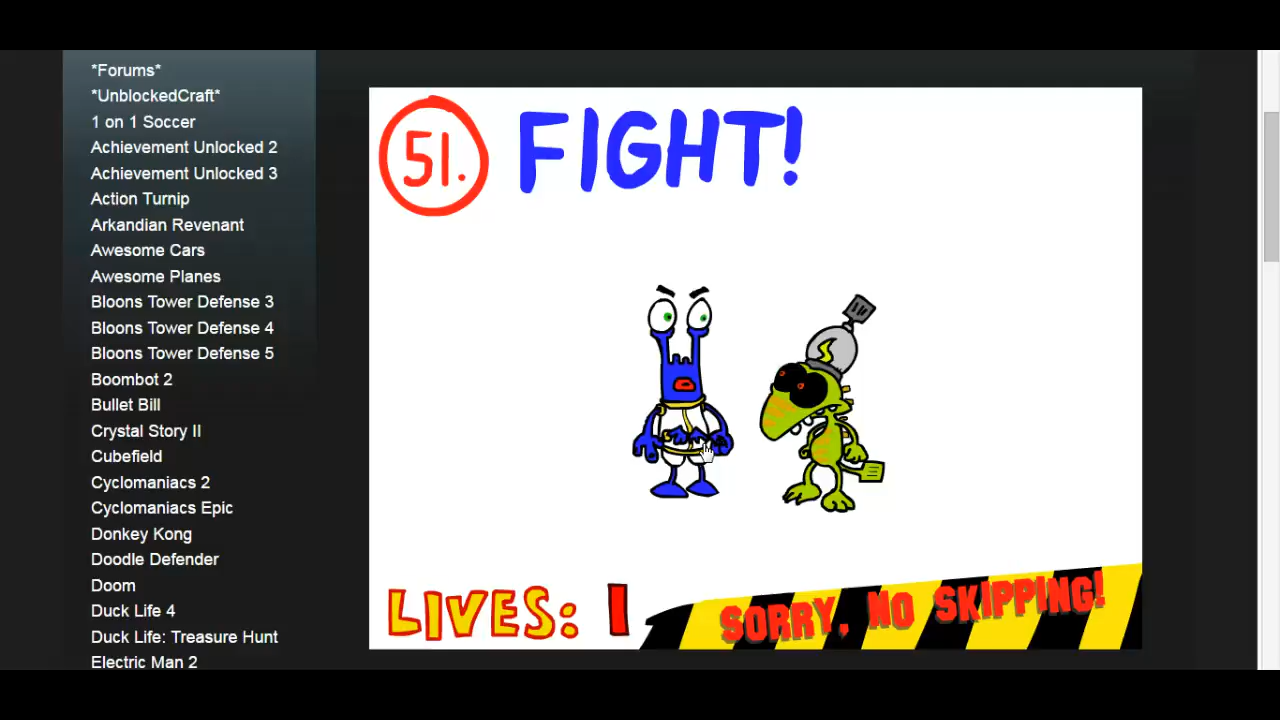 *Forums*
*UnblockedCraft*
1 on 1 Soccer
Achievement Unlocked 2
Achievement Unlocked 3
Action Turnip
Arkandian Revenant
Awesome Cars
Awesome Planes
Bloons Tower Defense 3
Bloons Tower Defense 4
Bloons Tower Defense 5
Boombot 2
Bullet Bill
Crystal Story II
Cubefield
Cyclomaniacs 2
Cyclomaniacs Epic
Donkey Kong
Doodle Defender
Doom
Duck Life 4
Duck Life: Treasure Hunt
Electric Man 2
51. FIGHT!
LIVES: 1
SORRY, NO SKIPPING!